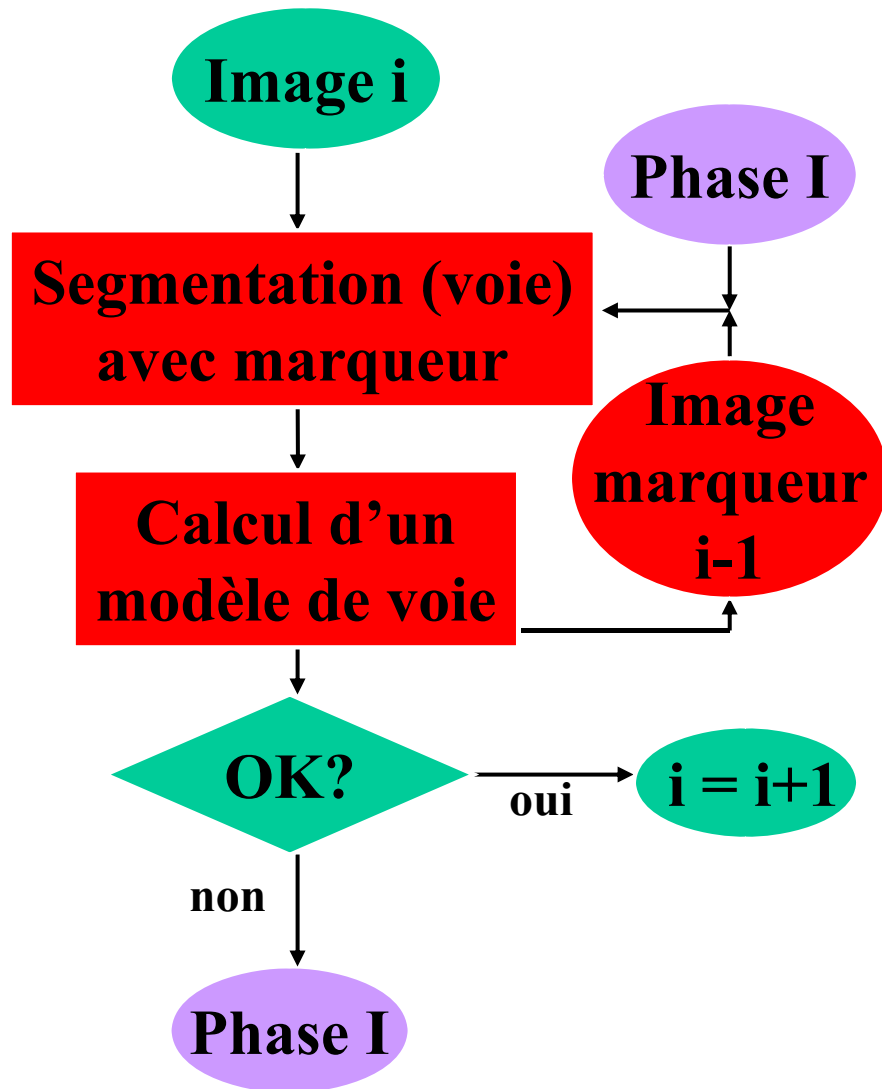 Image i
Phase I
Segmentation (voie)
avec marqueur
Image
marqueur
i-1
Calcul d’un
modèle de voie
OK?
oui
i = i+1
non
Phase I